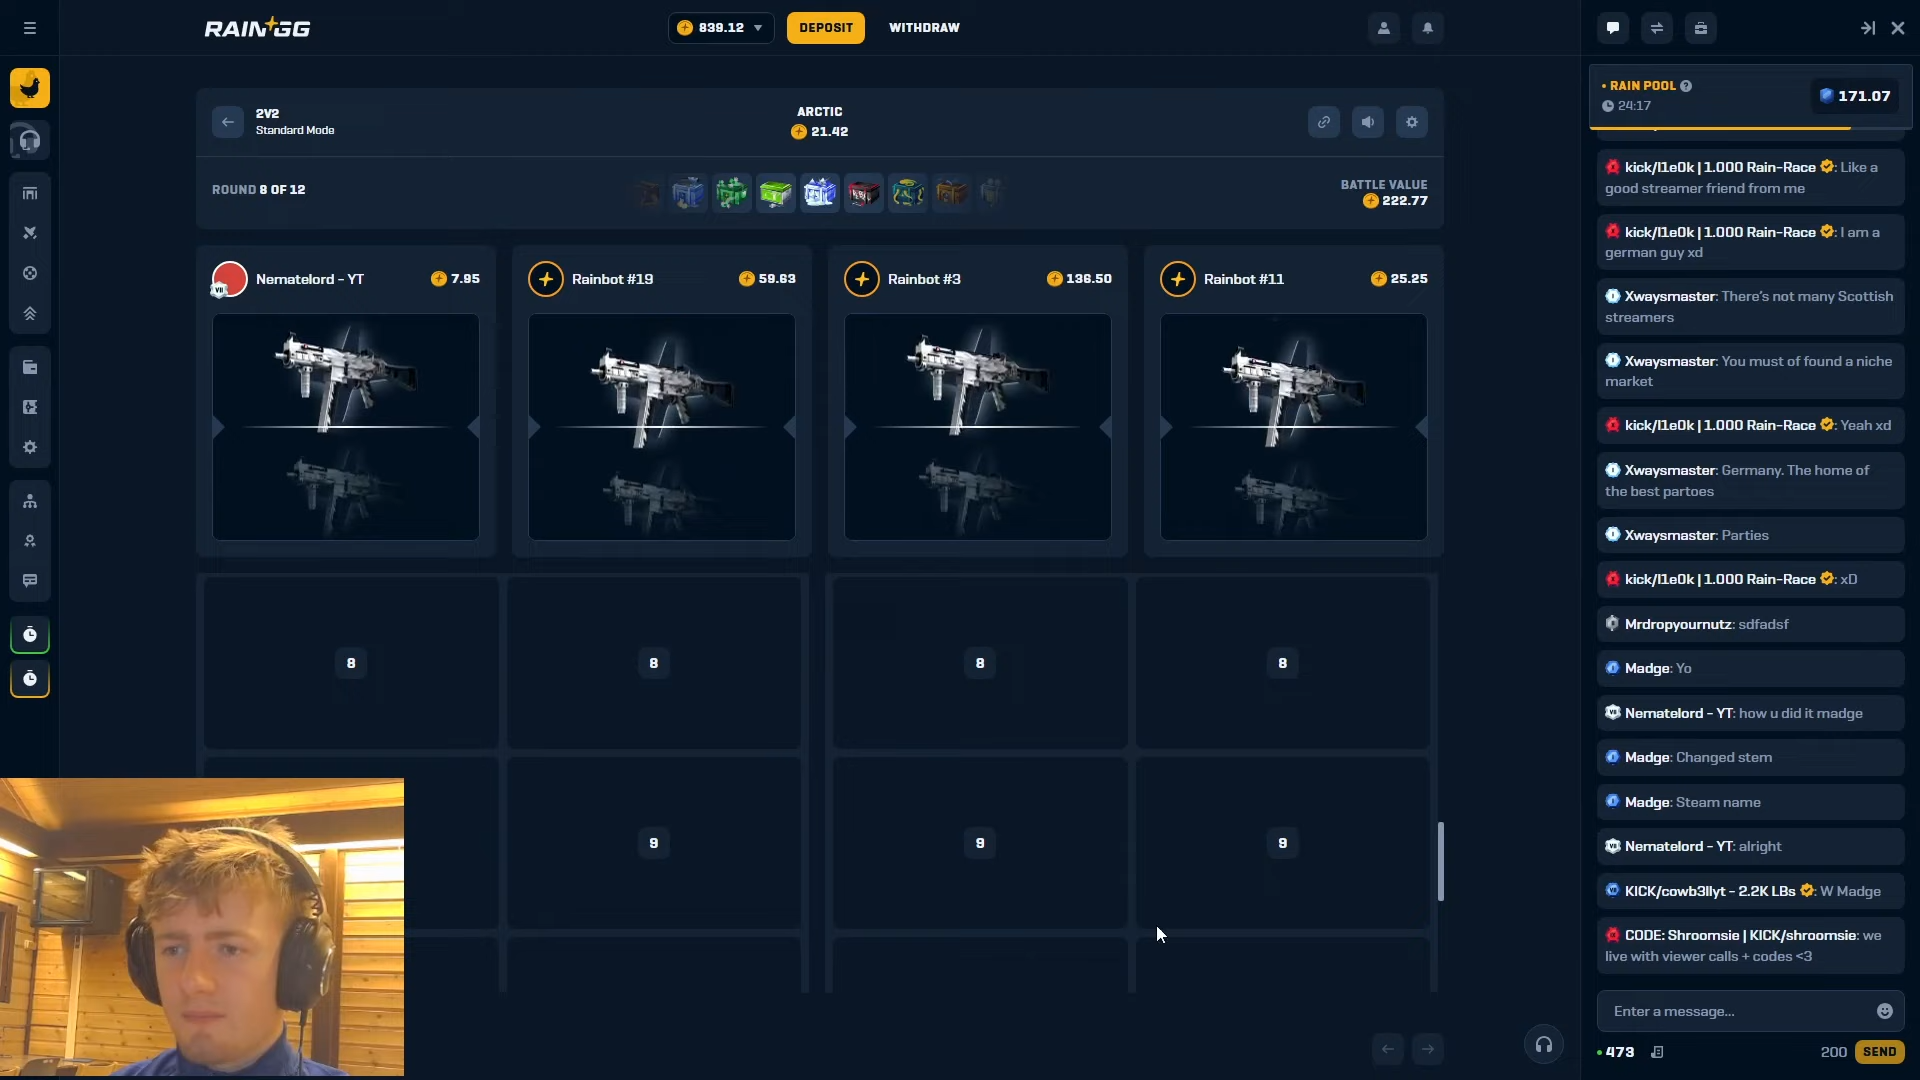 RAIN GG
839.12
DEPOSIT
WITHDRAW
2V2
Standard Mode
ARCTIC
21.42
ROUND 8 OF 12
BATTLE VALUE
222.77
Nematelord - YT
7.95
Rainbot #19
59.63
Rainbot #3
136.50
Rainbot #11
25.25
8
8
8
8
9
9
9
RAIN POOL
24:17
171.07
kick/l1e0k | 1.000 Rain-Race : Like a
good streamer friend from me
kick/l1e0k | 1.000 Rain-Race : I am a
german guy xd
Xwaysmaster: There's not many Scottish
streamers
Xwaysmaster: You must of found a niche
market
kick/l1e0k | 1.000 Rain-Race : Yeah xd
Xwaysmaster: Germany. The home of
the best partoes
Xwaysmaster: Parties
kick/l1e0k | 1.000 Rain-Race : xD
Mrdropyournutz: sdfadsf
Madge: Yo
Nematelord - YT: how u did it madge
Madge: Changed stem
Madge: Steam name
Nematelord - YT: alright
KICK/cowb3llyt - 2.2K LBs : W Madge
CODE: Shroomsie | KICK/shroomsie: we
live with viewer calls + codes <3
Enter a message...
473
200
SEND